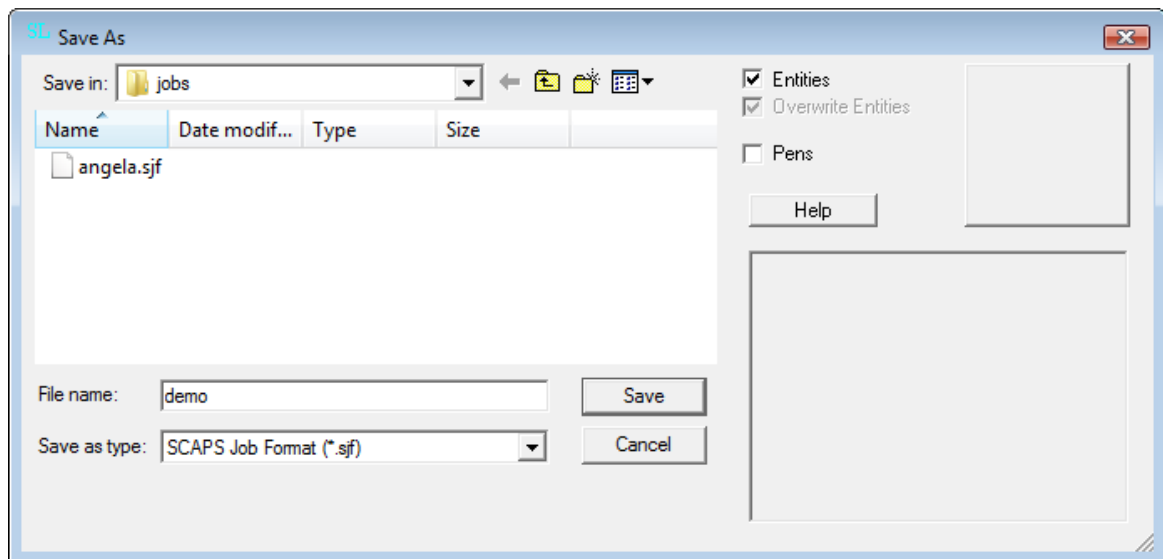 SL Save As
Save in: jobs
Entities
Overwrite Entities
Name Date modif... Type Size
angela.sjf
Pens
Help
File name: demo Save
Save as type: SCAPS Job Format (*.sjf) Cancel